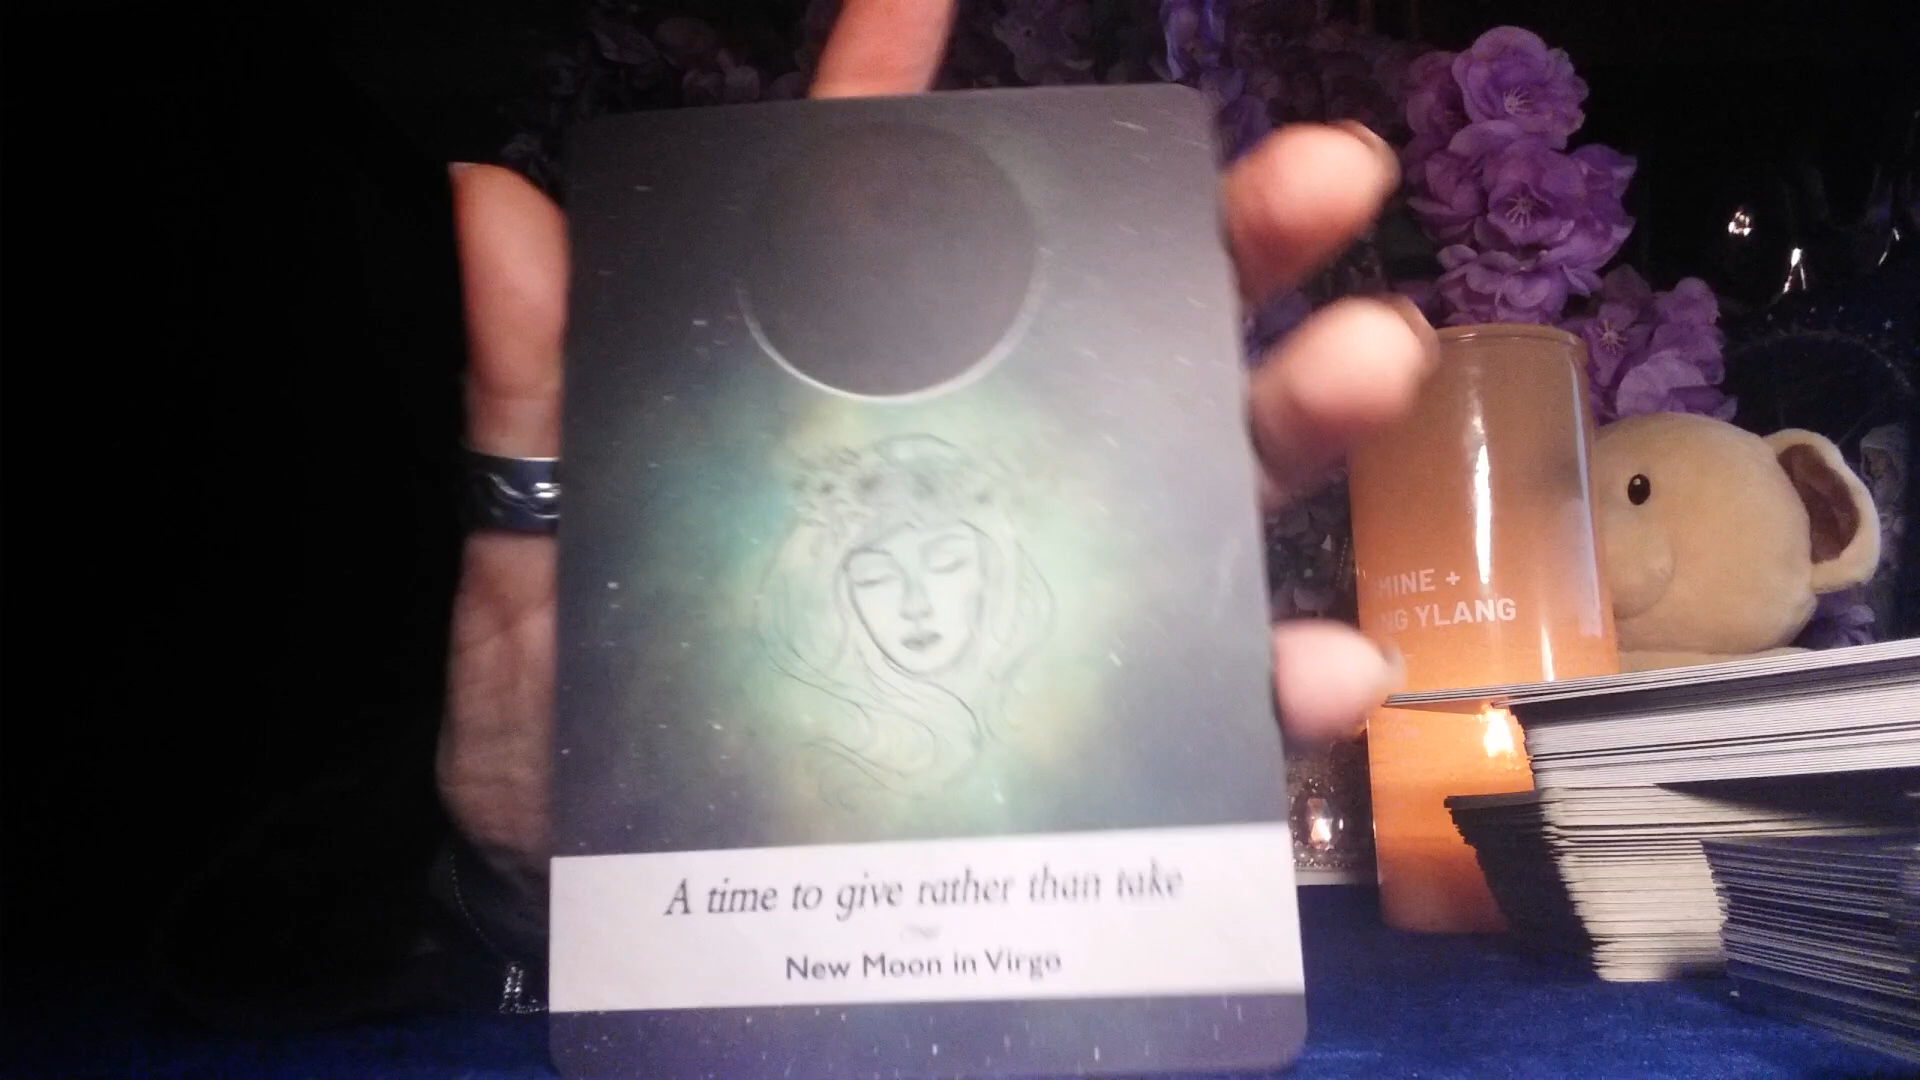 A time to give rather than take
New Moon in Virgo
MINE +
NG YLANG